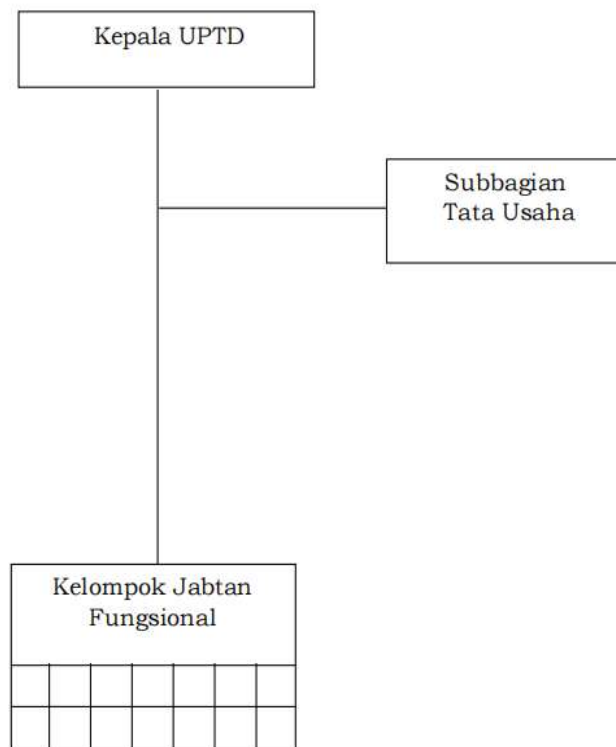 Kepala UPTD
Subbagian
Tata Usaha
Kelompok Jabtan
Fungsional